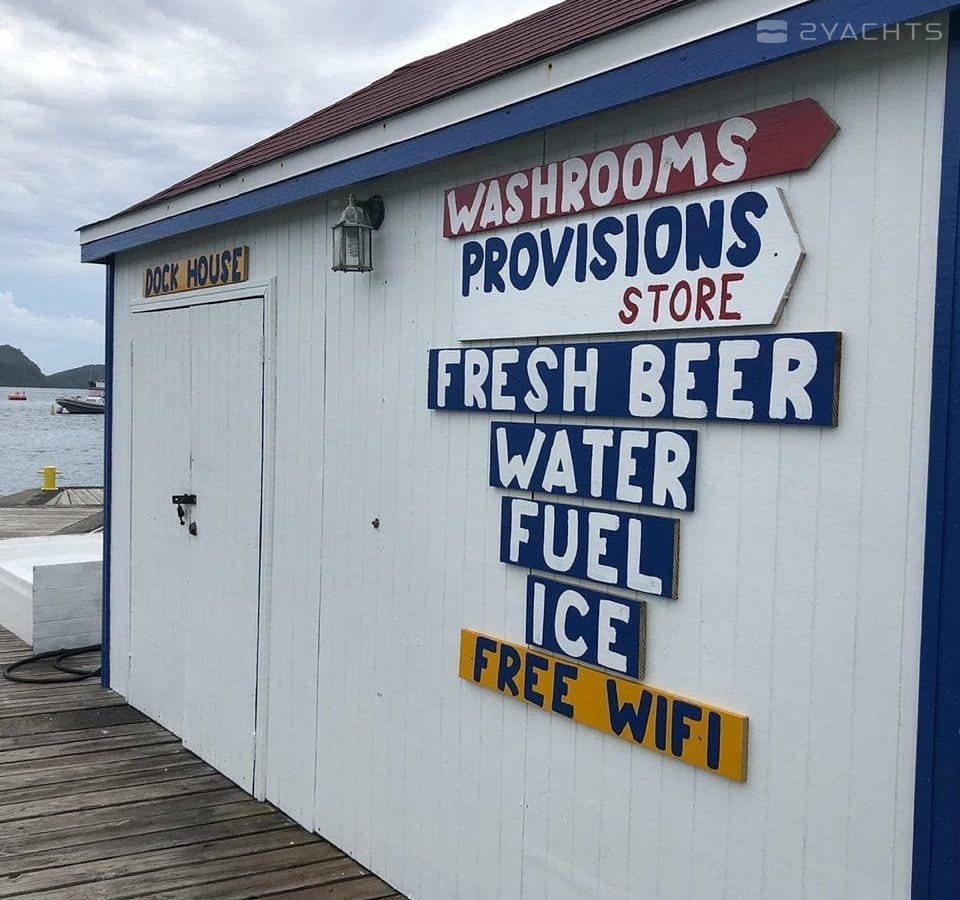 2YACHTS
WASHROOMS
PROVISIONS
STORE
DOCK HOUSE
FRESH BEER
WATER
FUEL
ICE
FREE WIFI